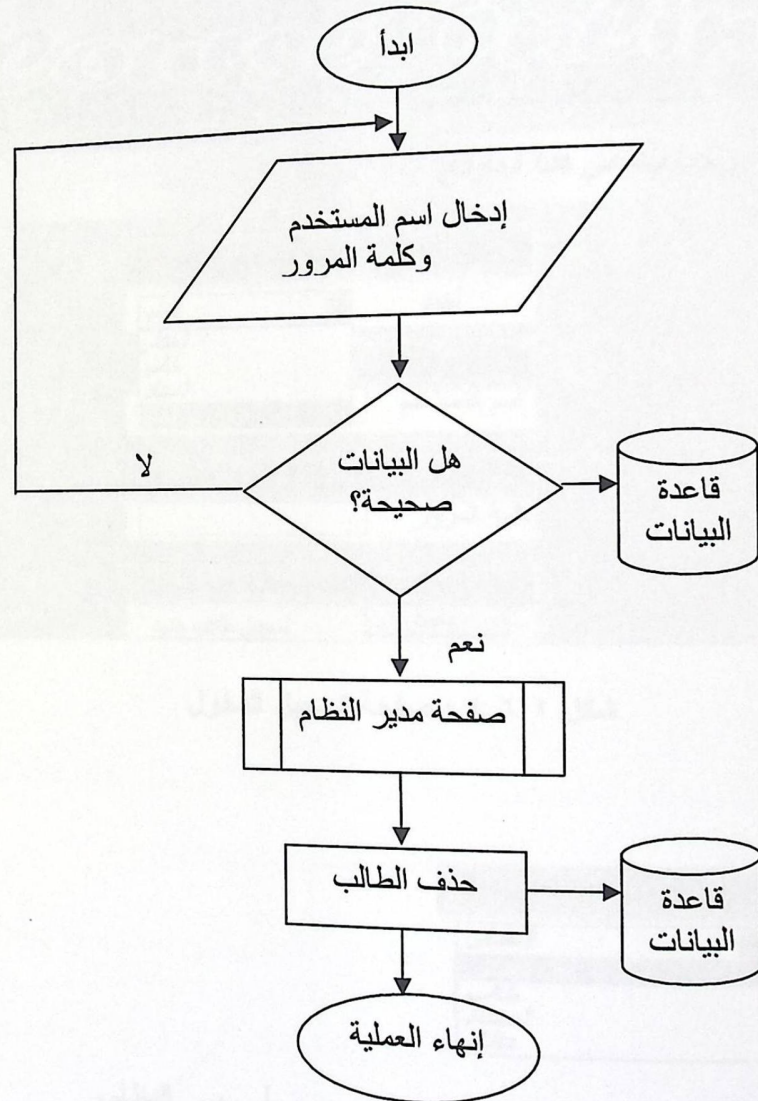 ابدأ
إدخال اسم المستخدم
وكلمة المرور
هل البيانات
صحيحة؟
لا
قاعدة
البيانات
نعم
صفحة مدير النظام
حذف الطالب
قاعدة
البيانات
إنهاء العملية